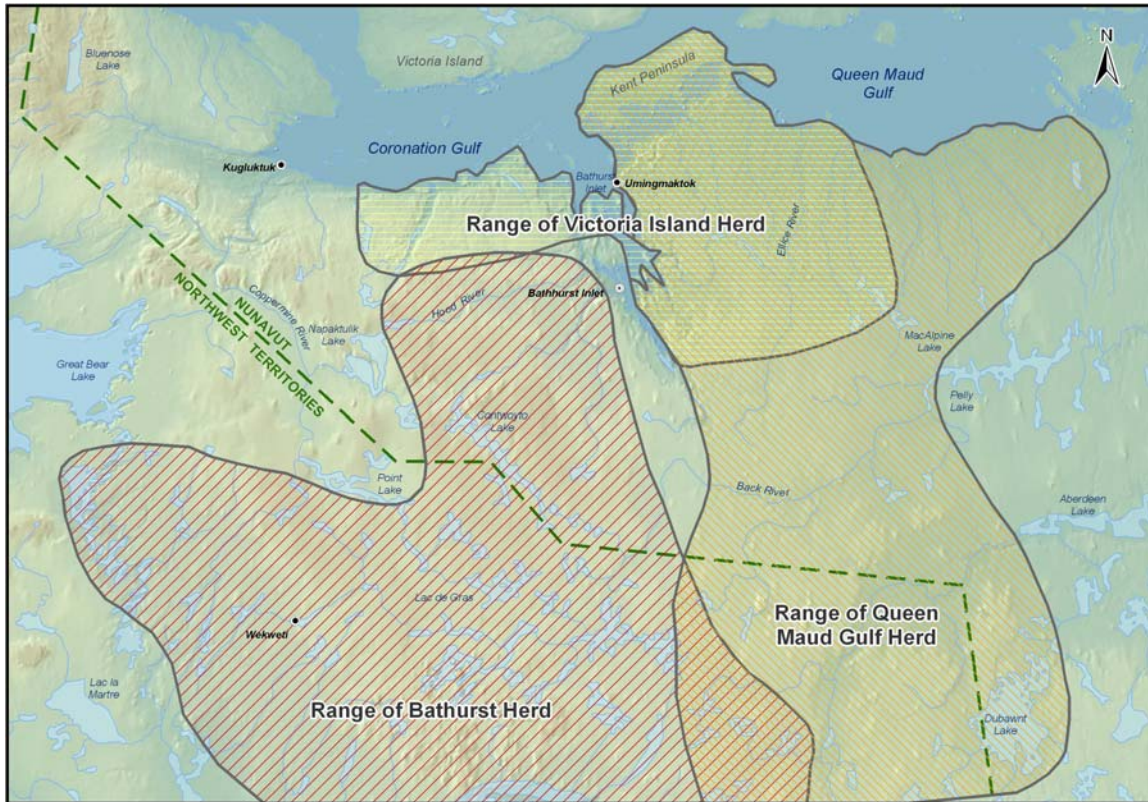 N
Bluenose
Lake
Victoria Island
Kent Peninsula
Queen Maud
Gulf
Coronation Gulf
Kugluktuk
Bathurst
Inlet
Umingmaktok
Range of Victoria Island Herd
Ellice River
Bathhurst Inlet
Hood River
Coppermine River
NUNAVUT
NORTHWEST TERRITORIES
Napaktulik
Lake
MacAlpine
Lake
Great Bear
Lake
Pelly
Lake
Contwoyto
Lake
Point
Lake
Back River
Aberdeen
Lake
Lac de Gras
Wekweti
Range of Queen
Maud Gulf Herd
Lac la
Martre
Range of Bathurst Herd
Dubawnt
Lake